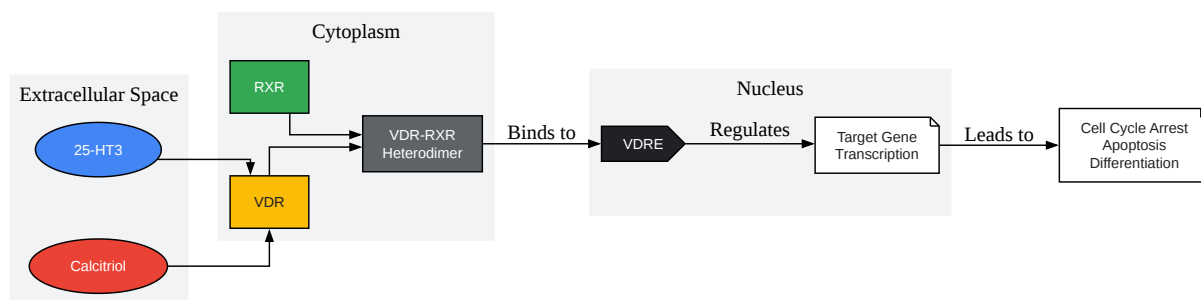 Extracellular Space
25-HT3
Calcitriol
Cytoplasm
RXR
VDR
VDR-RXR
Heterodimer
Binds to
Nucleus
VDRE
Regulates
Target Gene
Transcription
Leads to
Cell Cycle Arrest
Apoptosis
Differentiation